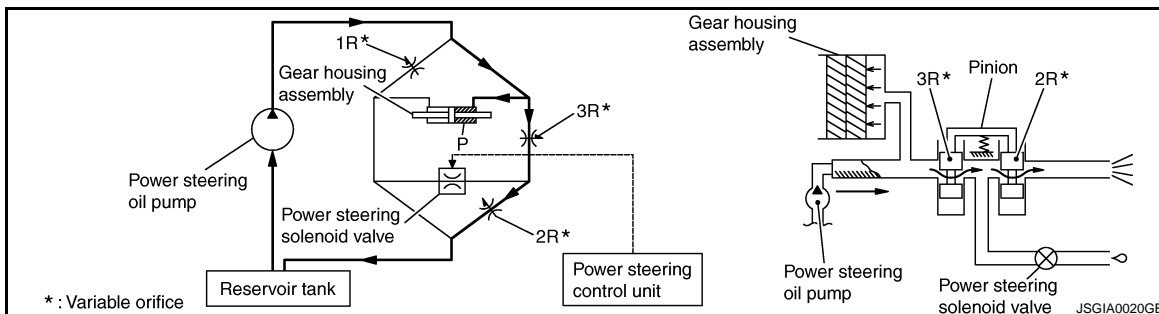 1R*
Gear housing
assembly
3R*
P
Power steering
oil pump
Power steering
solenoid valve
2R*
Reservoir tank
Power steering
control unit
* : Variable orifice
Gear housing
assembly
Pinion
3R*
2R*
Power steering
oil pump
Power steering
solenoid valve
JSGIA0020GB